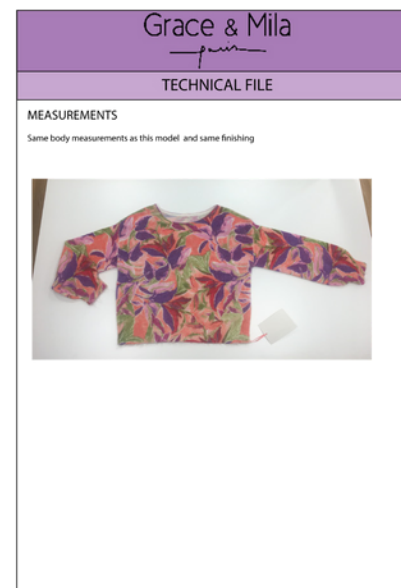 Grace & Mila
paris
TECHNICAL FILE
MEASUREMENTS
Same body measurements as this model and same finishing